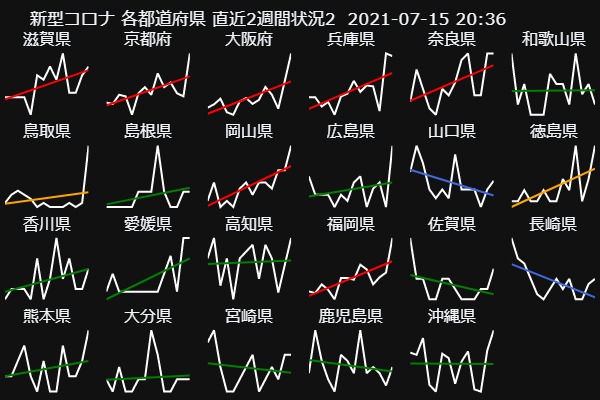 新型コロナ 各都道府県 直近2週間状況2 2021-07-15 20:36
滋賀県 京都府 大阪府 兵庫県 奈良県 和歌山県
鳥取県 島根県 岡山県 広島県 山口県 徳島県
香川県 愛媛県 高知県 福岡県 佐賀県 長崎県
熊本県 大分県 宮崎県 鹿児島県 沖縄県